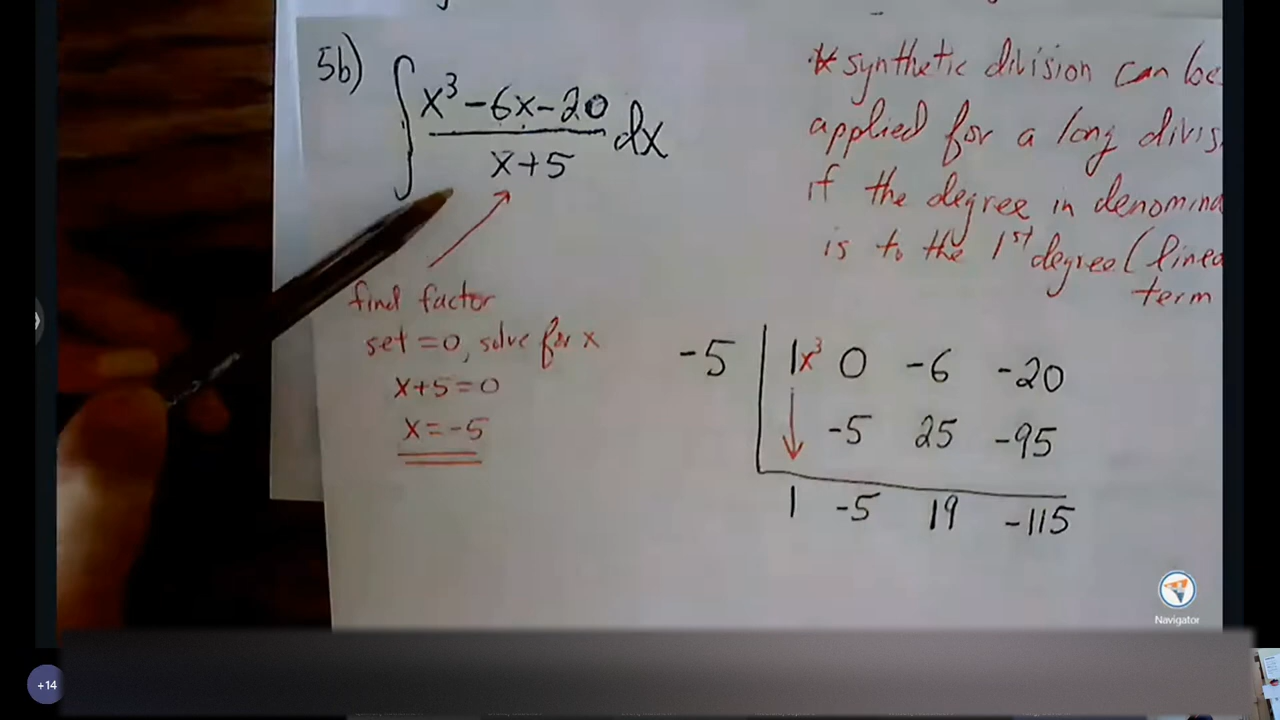 5b) ∫ x³ - 6x - 20 / x + 5 dx
find factor
set = 0, solve for x
x + 5 = 0
x = -5
* synthetic division can be
applied for a long divis
if the degree in denomina
is to the 1st degree (linea
term
-5 | 1x³ 0 -6 -20
-5 25 -95
1 -5 19 -115
Navigator
+14